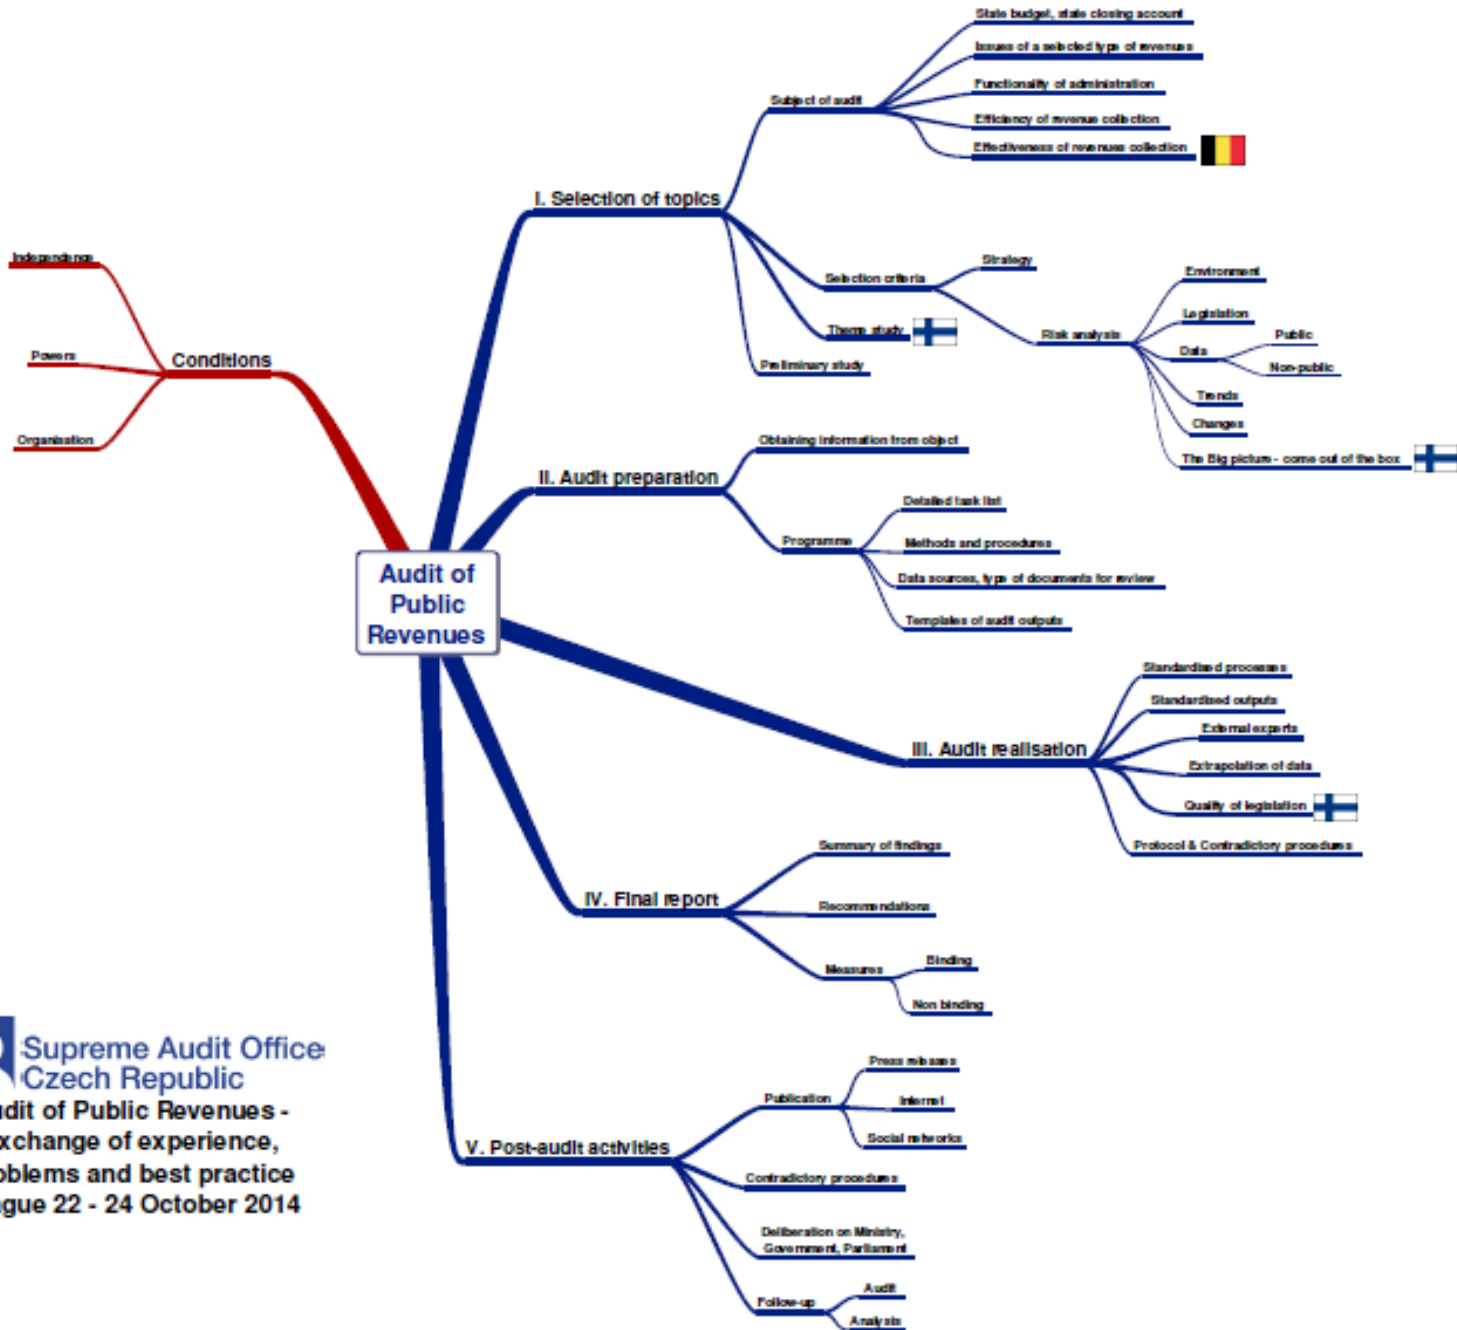 State budget, state closing account
Issues of a selected type of revenues
Functionality of administration
Efficiency of revenue collection
Effectiveness of revenues collection
Subject of audit
I. Selection of topics
Selection criteria
Strategy
Theme study
Preliminary study
Risk analysis
Environment
Legislation
Data
Public
Non-public
Trends
Changes
The Big picture - come out of the box
Independence
Powers
Organisation
Conditions
II. Audit preparation
Obtaining information from object
Programme
Detailed task list
Methods and procedures
Data sources, type of documents for review
Templates of audit outputs
Audit of
Public
Revenues
III. Audit realisation
Standardised processes
Standardised outputs
External experts
Extrapolation of data
Quality of legislation
Protocol & Contradictory procedures
IV. Final report
Summary of findings
Recommendations
Measures
Binding
Non binding
V. Post-audit activities
Publication
Press releases
Internet
Social networks
Contradictory procedures
Deliberation on Ministry,
Government, Parliament
Follow-up
Audit
Analysis
Supreme Audit Office
Czech Republic
udit of Public Revenues -
xchange of experience,
oblems and best practice
gue 22 - 24 October 2014